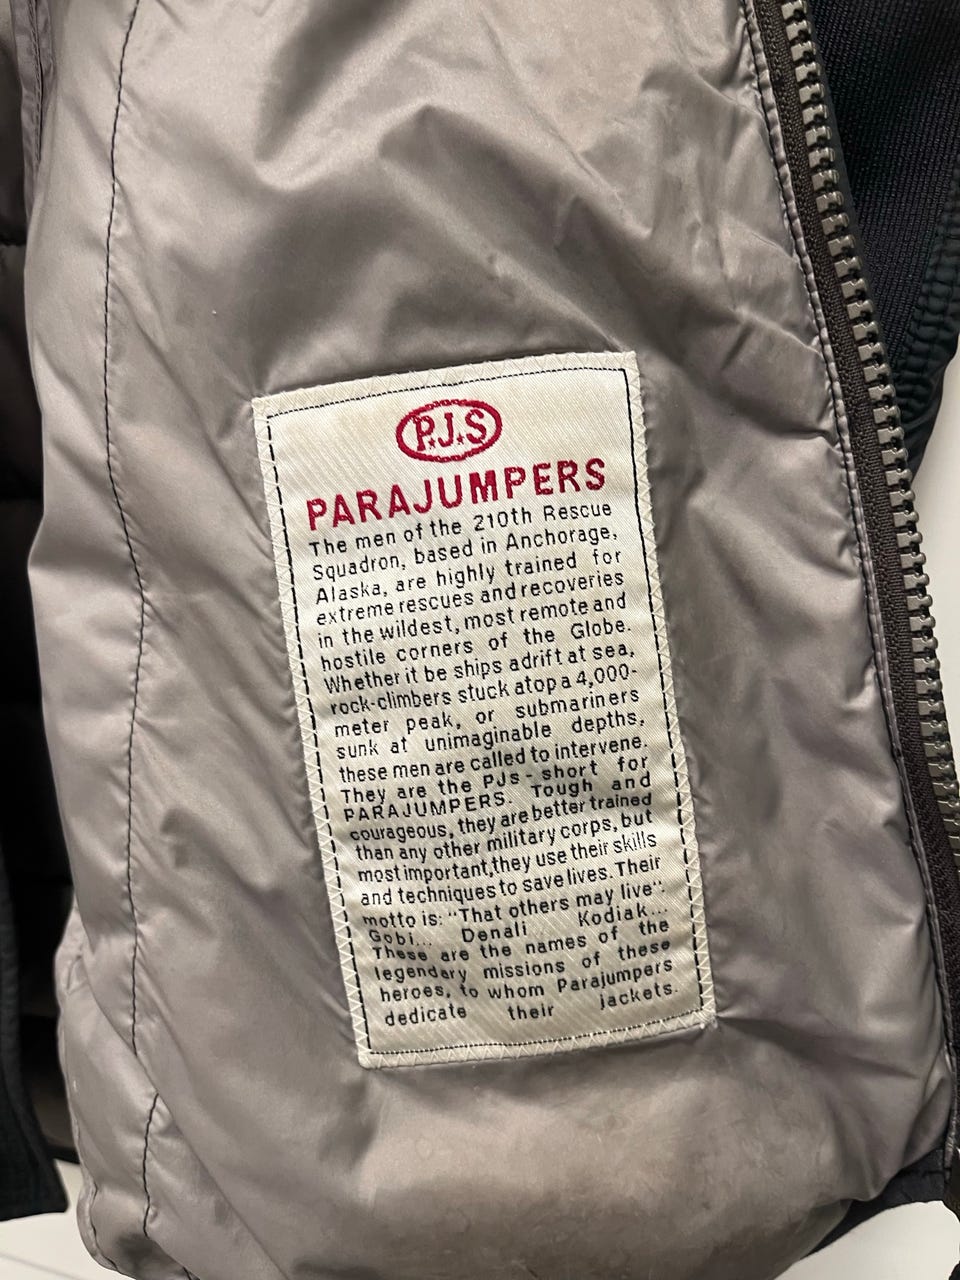 P.J.S
PARAJUMPERS
The men of the 210th Rescue
Squadron, based in Anchorage,
Alaska, are highly trained for
extreme rescues and recoveries
in the wildest, most remote and
hostile corners of the Globe.
Whether it be ships adrift at sea,
rock-climbers stuck atop a 4,000-
meter peak, or submariners
sunk at unimaginable depths,
these men are called to intervene.
They are the PJs - short for
PARAJUMPERS. Tough and
courageous, they are better trained
than any other military corps, but
most important,they use their skills
and techniques to save lives. Their
motto is: "That others may live".
Gobi... Denali... Kodiak...
These are the names of the
legendary missions of these
heroes, to whom Parajumpers
dedicate their jackets.